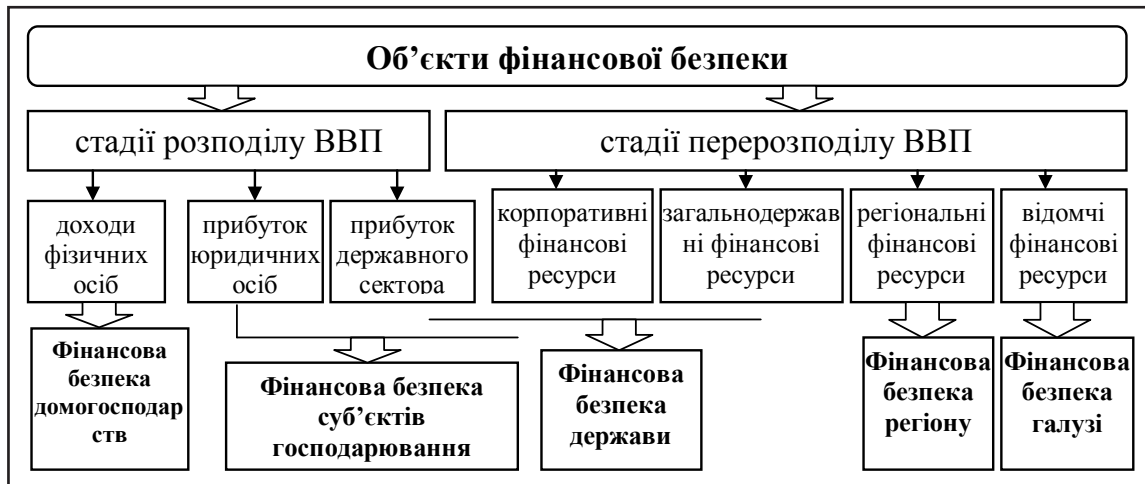 Об’єкти фінансової безпеки
стадії розподілу ВВП
стадії перерозподілу ВВП
доходи
фізичних
осіб
прибуток
юридичних
осіб
прибуток
державного
сектора
корпоративні
фінансові
ресурси
загальнодержав
ні фінансові
ресурси
регіональні
фінансові
ресурси
відомчі
фінансові
ресурси
Фінансова
безпека
домогосподар
ств
Фінансова безпека
суб’єктів
господарювання
Фінансова
безпека
держави
Фінансова
безпека
регіону
Фінансова
безпека
галузі